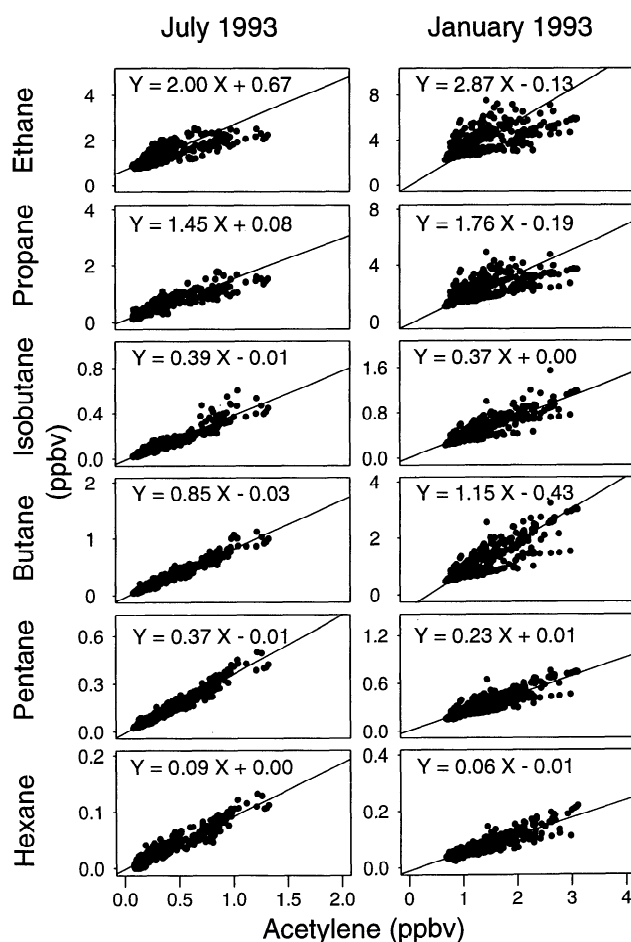 July 1993 January 1993
Ethane
4
2
0
Y = 2.00 X + 0.67
8
4
0
Y = 2.87 X - 0.13
Propane
4
2
0
Y = 1.45 X + 0.08
8
4
0
Y = 1.76 X - 0.19
Isobutane
(ppbv)
0.8
0.4
0.0
Y = 0.39 X - 0.01
1.6
0.8
0.0
Y = 0.37 X + 0.00
Butane
2
1
0
Y = 0.85 X - 0.03
4
2
0
Y = 1.15 X - 0.43
Pentane
0.6
0.3
0.0
Y = 0.37 X - 0.01
1.2
0.6
0.0
Y = 0.23 X + 0.01
Hexane
0.2
0.1
0.0
Y = 0.09 X + 0.00
0.4
0.2
0.0
Y = 0.06 X - 0.01
0.0 0.5 1.0 1.5 2.0 0 1 2 3 4
Acetylene (ppbv)